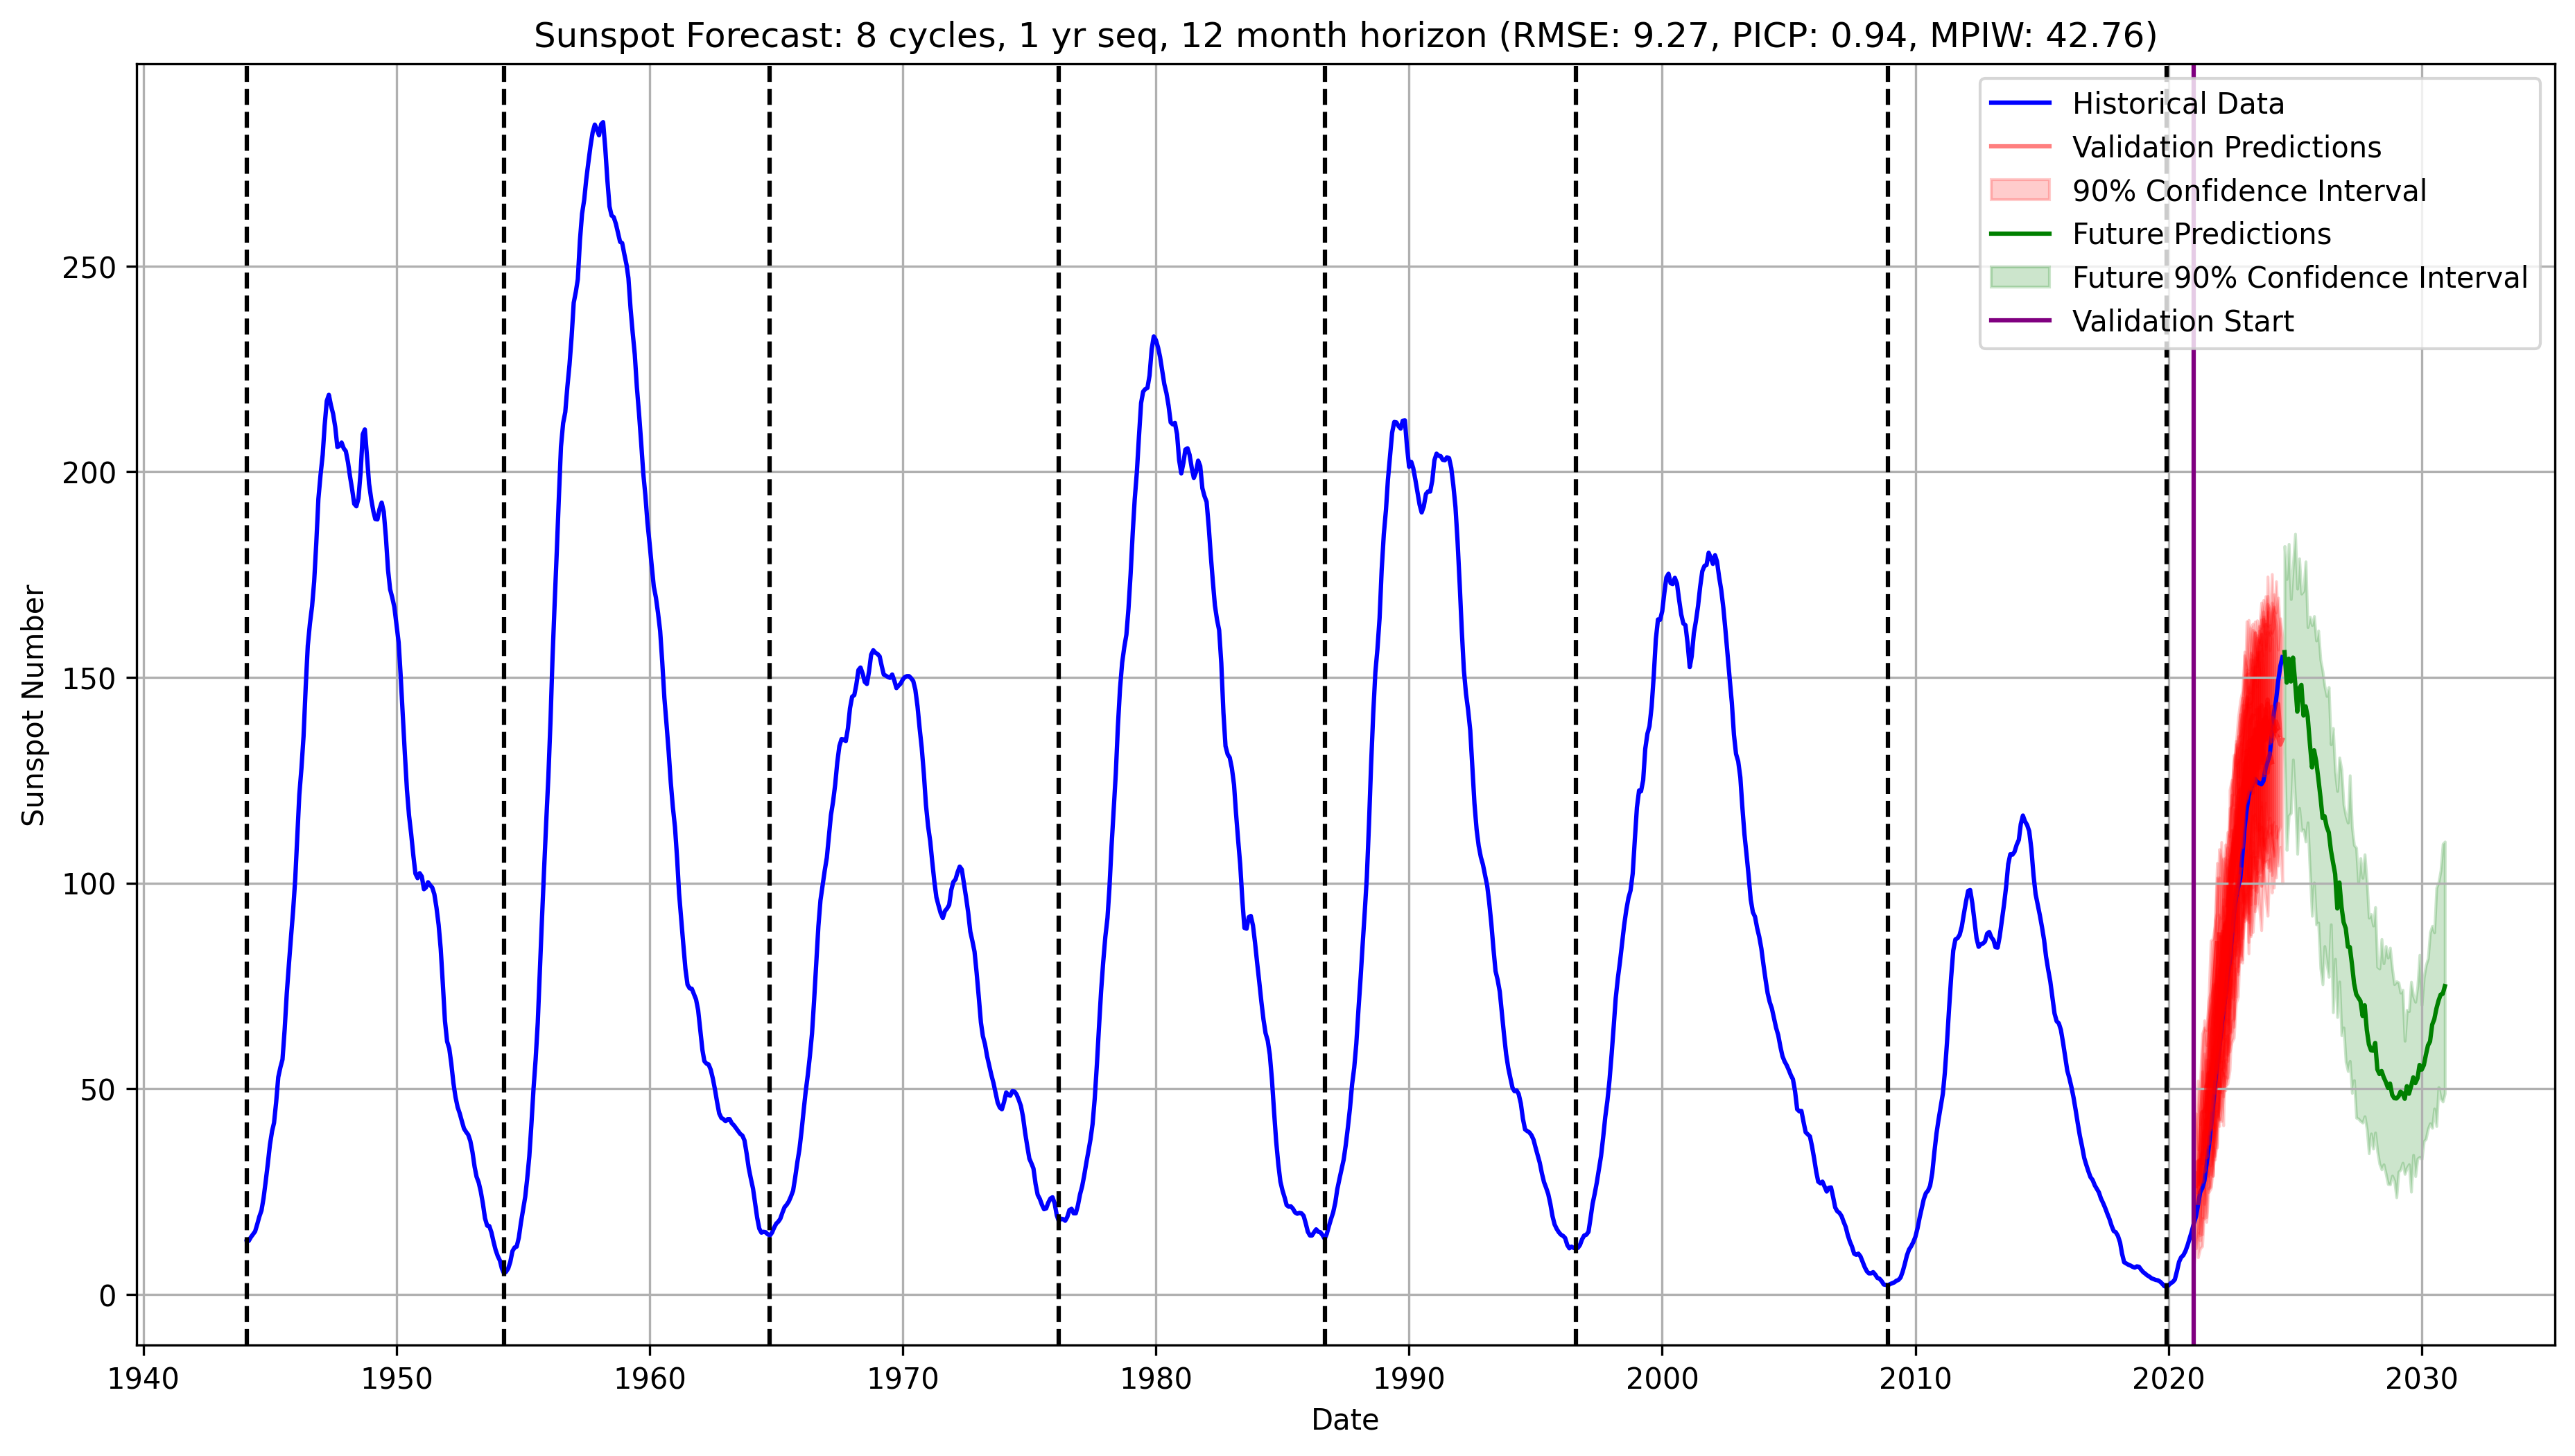 Sunspot Forecast: 8 cycles, 1 yr seq, 12 month horizon (RMSE: 9.27, PICP: 0.94, MPIW: 42.76)
Historical Data
Validation Predictions
90% Confidence Interval
Future Predictions
Future 90% Confidence Interval
Validation Start
Sunspot Number
250
200
150
100
50
0
1940 1950 1960 1970 1980 1990 2000 2010 2020 2030
Date